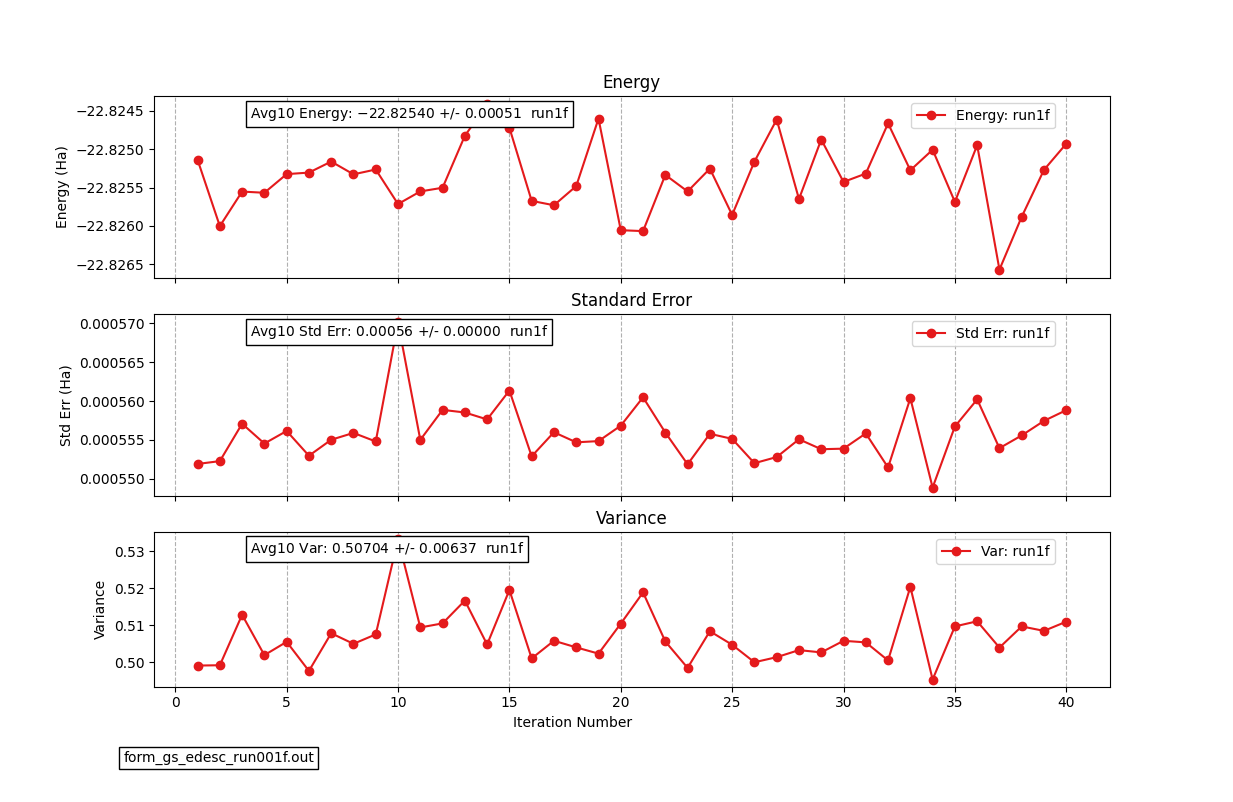 Energy
Avg10 Energy: −22.82540 +/- 0.00051  run1f
Energy: run1f
−22.8245
−22.8250
−22.8255
−22.8260
−22.8265
Energy (Ha)
Standard Error
Avg10 Std Err: 0.00056 +/- 0.00000  run1f
Std Err: run1f
0.000570
0.000565
0.000560
0.000555
0.000550
Std Err (Ha)
Variance
Avg10 Var: 0.50704 +/- 0.00637  run1f
Var: run1f
0.53
0.52
0.51
0.50
Variance
0 5 10 15 20 25 30 35 40
Iteration Number
form_gs_edesc_run001f.out